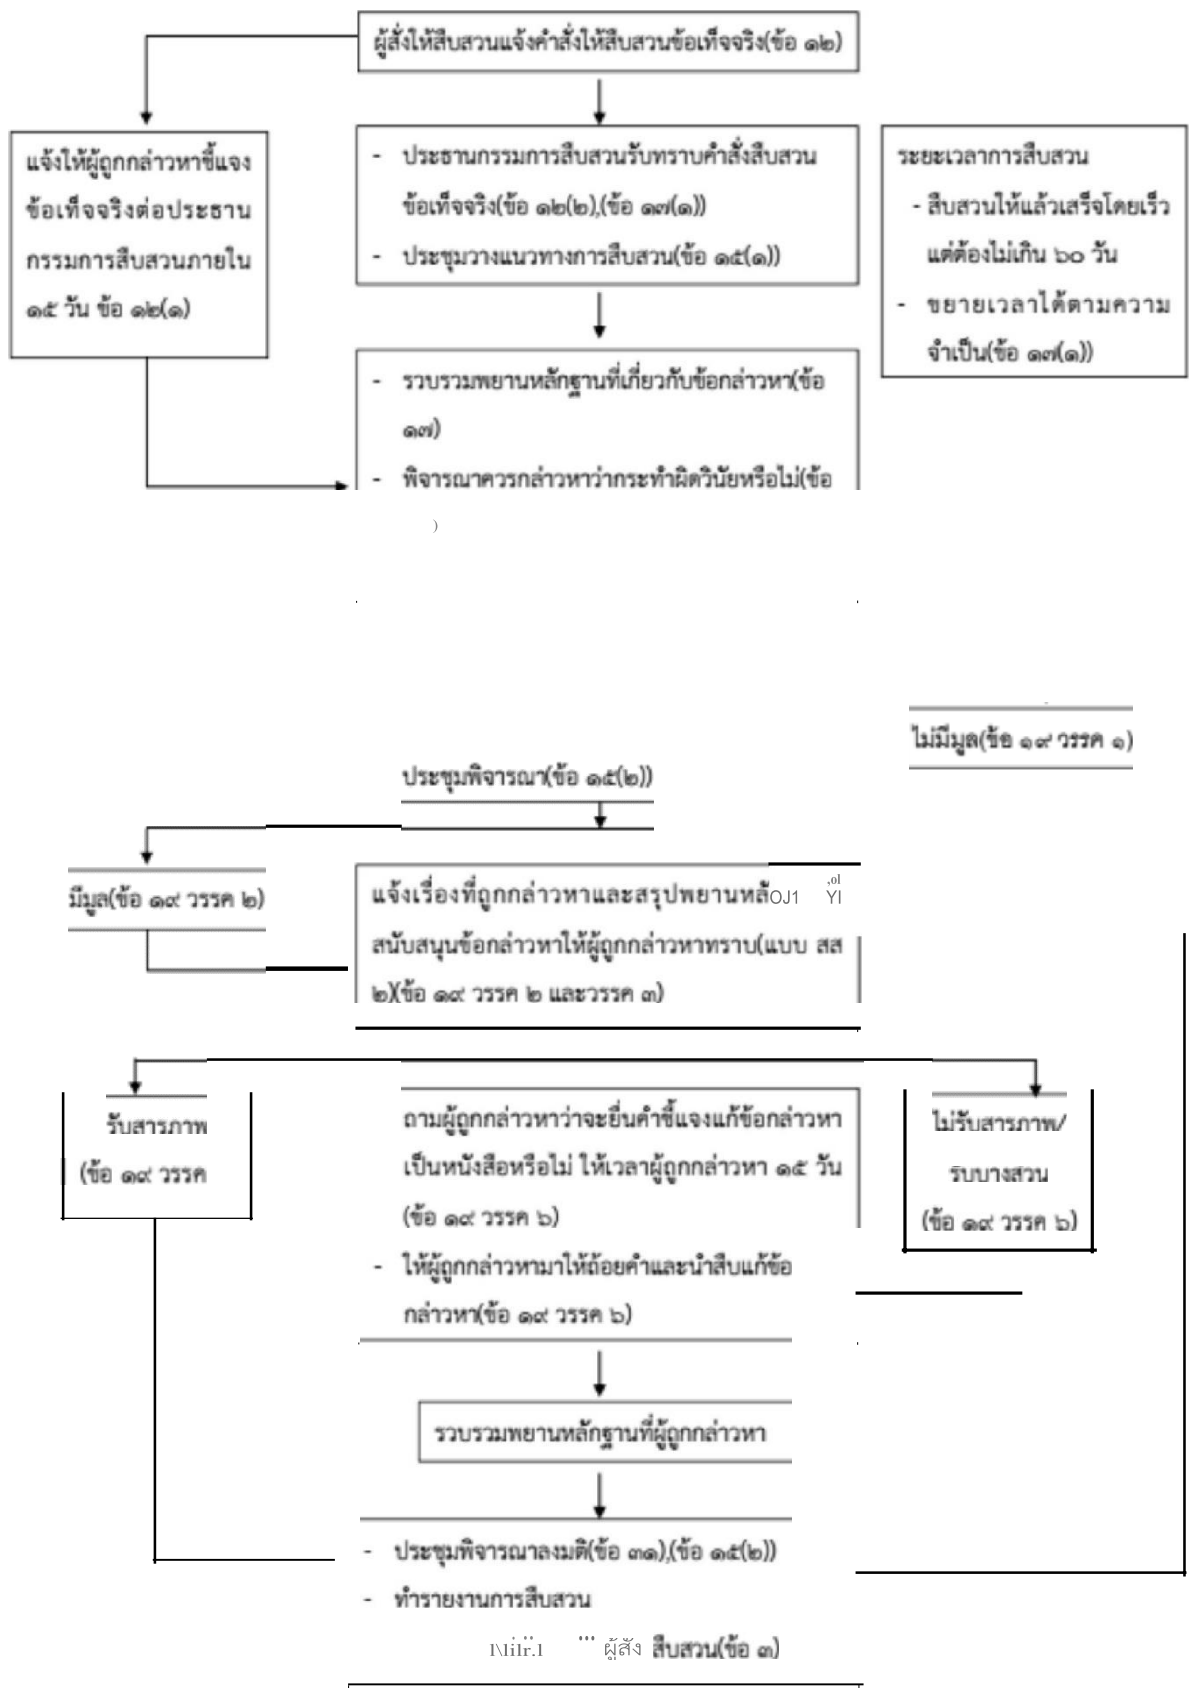 ผู้สั่งให้สืบสวนแจ้งคำสั่งให้สืบสวนข้อเท็จจริง(ข้อ ๑๒)
แจ้งให้ผู้ถูกกล่าวหาชี้แจง
ข้อเท็จจริงต่อประธาน
กรรมการสืบสวนภายใน
๑๕ วัน ข้อ ๑๒(๑)
- ประธานกรรมการสืบสวนรับทราบคำสั่งสืบสวน
ข้อเท็จจริง(ข้อ ๑๒(๒),(ข้อ ๑๗(๑))
- ประชุมวางแนวทางการสืบสวน(ข้อ ๑๕(๑))
ระยะเวลาการสืบสวน
- สืบสวนให้แล้วเสร็จโดยเร็ว
แต่ต้องไม่เกิน ๖๐ วัน
- ขยายเวลาได้ตามความ
จำเป็น(ข้อ ๑๗(๑))
- รวบรวมพยานหลักฐานที่เกี่ยวกับข้อกล่าวหา(ข้อ
๑๗)
- พิจารณาควรกล่าวหาว่ากระทำผิดวินัยหรือไม่(ข้อ
)
ไม่มีมูล(ข้อ ๑๙ วรรค ๑)
ประชุมพิจารณา(ข้อ ๑๕(๒))
มีมูล(ข้อ ๑๙ วรรค ๒)
แจ้งเรื่องที่ถูกกล่าวหาและสรุปพยานหลั
สนับสนุนข้อกล่าวหาให้ผู้ถูกกล่าวหาทราบ(แบบ สส
๒)(ข้อ ๑๙ วรรค ๒ และวรรค ๓)
รับสารภาพ
(ข้อ ๑๙ วรรค
ถามผู้ถูกกล่าวหาว่าจะยื่นคำชี้แจงแก้ข้อกล่าวหา
เป็นหนังสือหรือไม่ ให้เวลาผู้ถูกกล่าวหา ๑๕ วัน
(ข้อ ๑๙ วรรค ๖)
- ให้ผู้ถูกกล่าวหามาให้ถ้อยคำและนำสืบแก้ข้อ
กล่าวหา(ข้อ ๑๙ วรรค ๖)
ไม่รับสารภาพ/
รับบางส่วน
(ข้อ ๑๙ วรรค ๖)
รวบรวมพยานหลักฐานที่ผู้ถูกกล่าวหา
- ประชุมพิจารณาลงมติ(ข้อ ๓๑),(ข้อ ๑๕(๒))
- ทำรายงานการสืบสวน
ผู้สั่ง สืบสวน(ข้อ ๓)